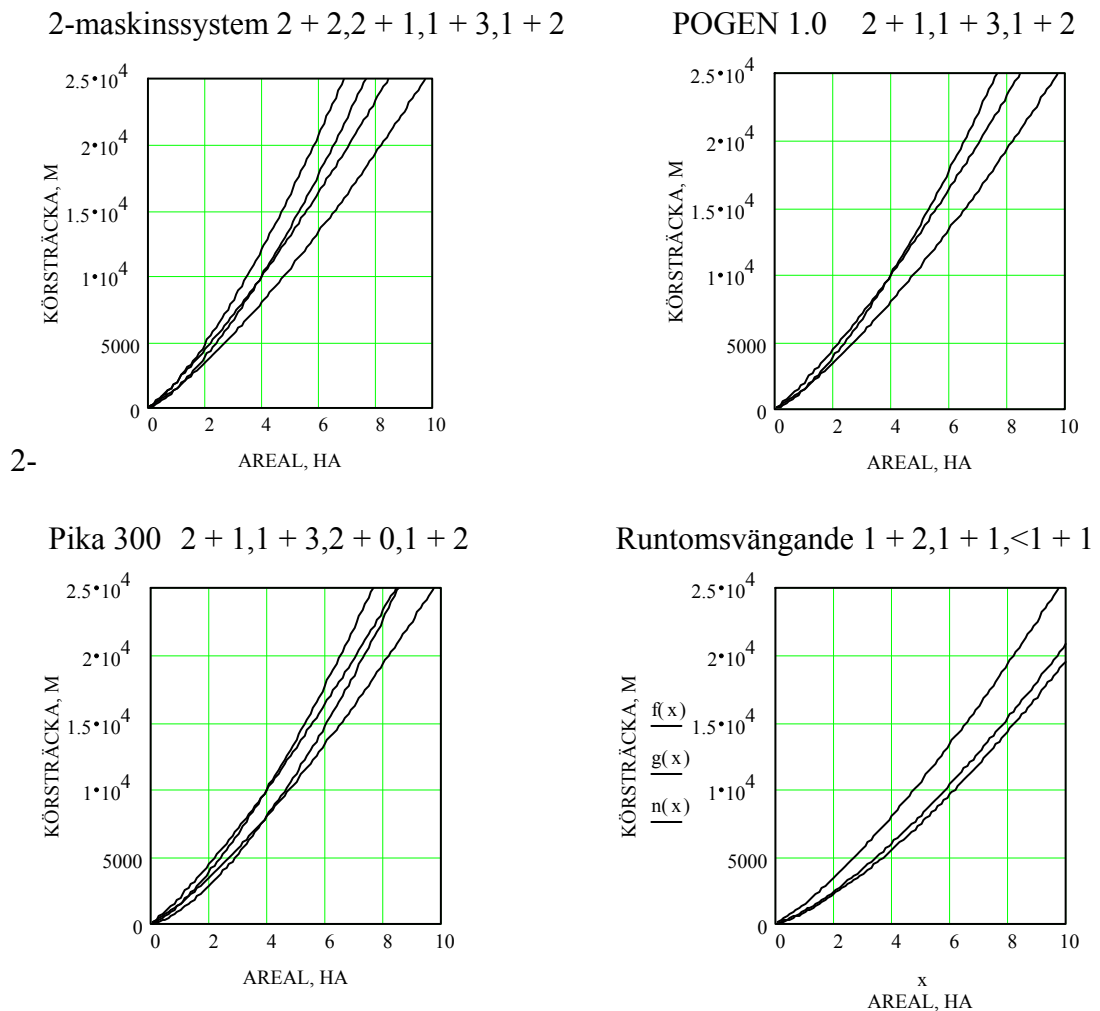 2-maskinssystem 2 + 2,2 + 1,1 + 3,1 + 2
2.5•10^4
2•10^4
1.5•10^4
1•10^4
5000
0
KÖRSTRÄCKA, M
0 2 4 6 8 10
AREAL, HA
POGEN 1.0 2 + 1,1 + 3,1 + 2
2.5•10^4
2•10^4
1.5•10^4
1•10^4
5000
0
KÖRSTRÄCKA, M
0 2 4 6 8 10
AREAL, HA
2-
Pika 300 2 + 1,1 + 3,2 + 0,1 + 2
2.5•10^4
2•10^4
1.5•10^4
1•10^4
5000
0
KÖRSTRÄCKA, M
0 2 4 6 8 10
AREAL, HA
Runtomsvängande 1 + 2,1 + 1,<1 + 1
2.5•10^4
2•10^4
1.5•10^4
1•10^4
5000
0
KÖRSTRÄCKA, M
f(x)
g(x)
n(x)
0 2 4 6 8 10
x
AREAL, HA